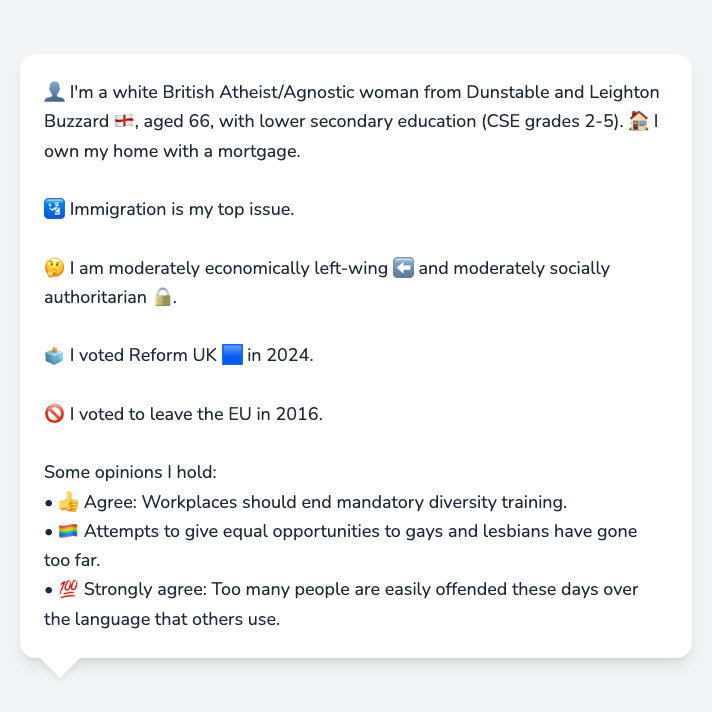 👤 I'm a white British Atheist/Agnostic woman from Dunstable and Leighton
Buzzard 🏴󠁧󠁢󠁥󠁮󠁧󠁿, aged 66, with lower secondary education (CSE grades 2-5). 🏠 I
own my home with a mortgage.
🛂 Immigration is my top issue.
🤔 I am moderately economically left-wing ⬅️ and moderately socially
authoritarian 🔒.
🗳️ I voted Reform UK 🟦 in 2024.
🚫 I voted to leave the EU in 2016.
Some opinions I hold:
• 👍 Agree: Workplaces should end mandatory diversity training.
• 🏳️‍🌈 Attempts to give equal opportunities to gays and lesbians have gone
too far.
• 💯 Strongly agree: Too many people are easily offended these days over
the language that others use.